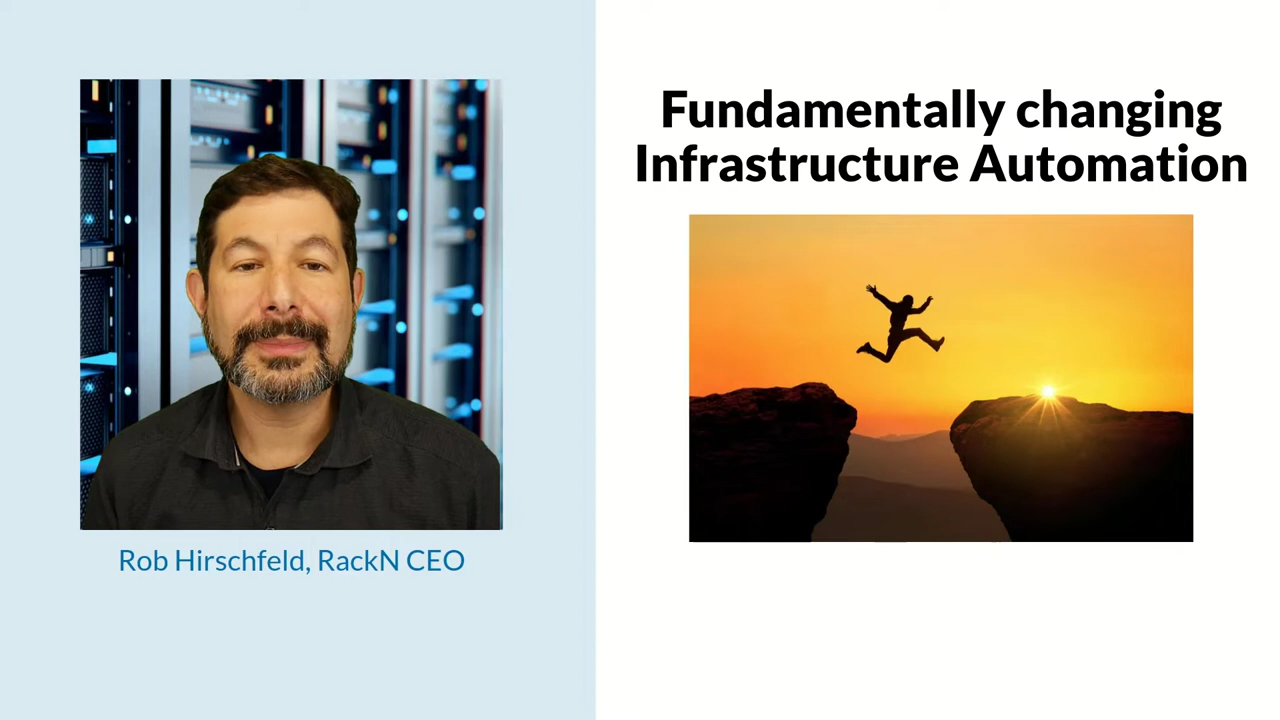 Fundamentally changing
Infrastructure Automation
Rob Hirschfeld, RackN CEO